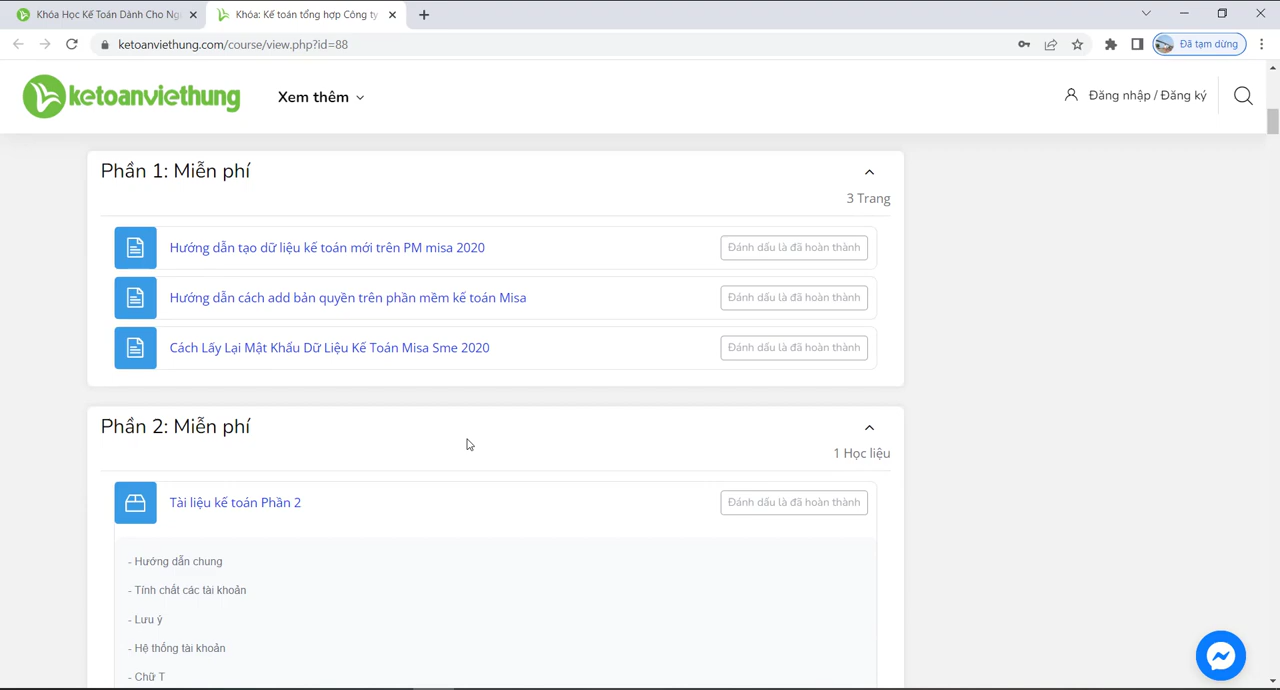 Khóa Học Kế Toán Dành Cho Ng
Khóa: Kế toán tổng hợp Công ty
ketoanviethung.com/course/view.php?id=88
Đã tạm dừng
ketoanviethung
Xem thêm
Đăng nhập / Đăng ký
Phần 1: Miễn phí
3 Trang
Hướng dẫn tạo dữ liệu kế toán mới trên PM misa 2020
Đánh dấu là đã hoàn thành
Hướng dẫn cách add bản quyền trên phần mềm kế toán Misa
Đánh dấu là đã hoàn thành
Cách Lấy Lại Mật Khẩu Dữ Liệu Kế Toán Misa Sme 2020
Đánh dấu là đã hoàn thành
Phần 2: Miễn phí
1 Học liệu
Tài liệu kế toán Phần 2
Đánh dấu là đã hoàn thành
- Hướng dẫn chung
- Tính chất các tài khoản
- Lưu ý
- Hệ thống tài khoản
- Chữ T